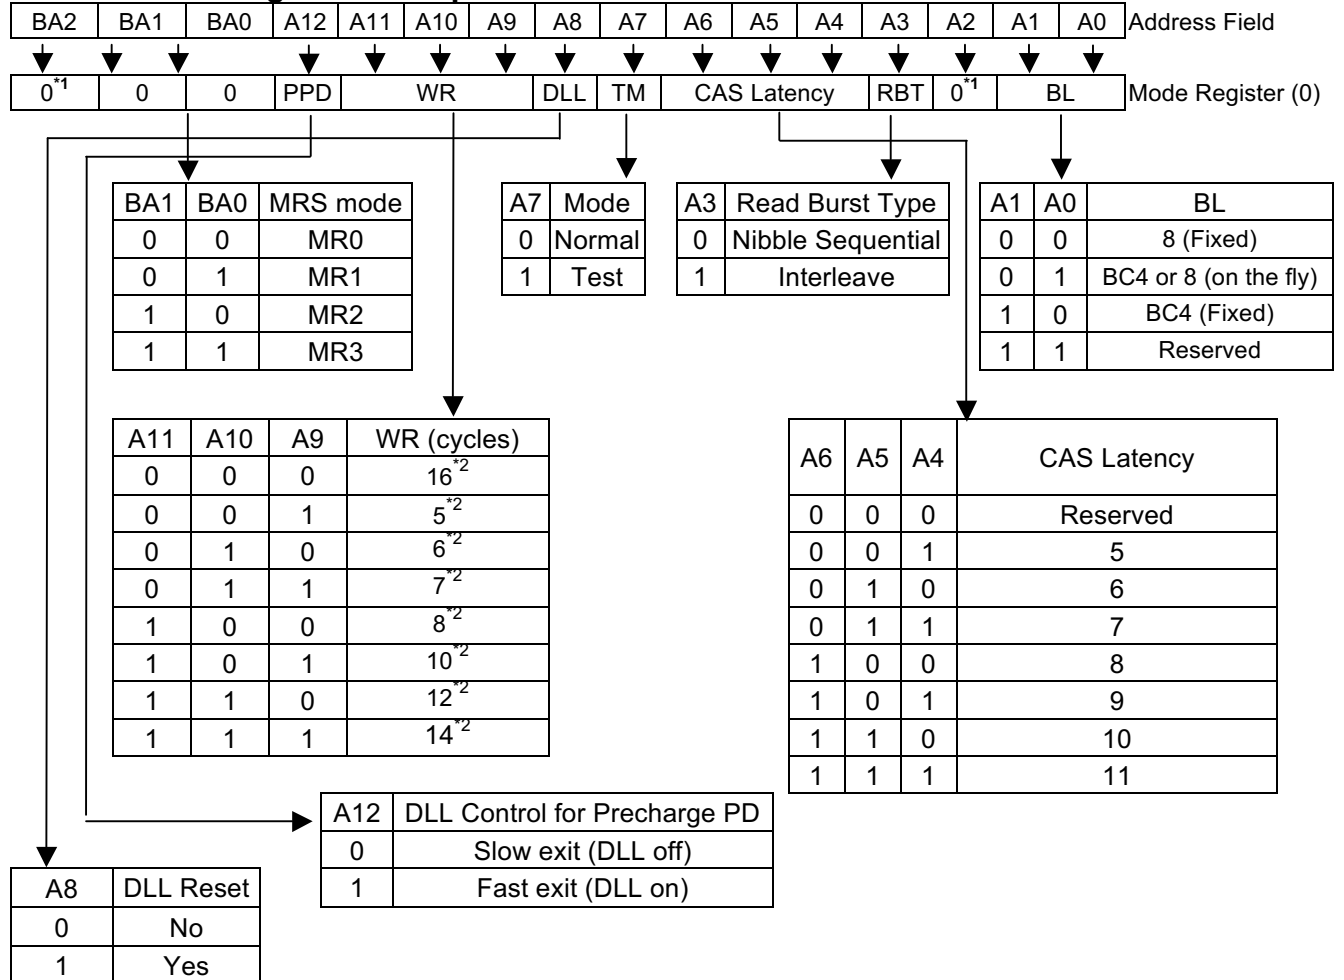 BA2 BA1 BA0 A12 A11 A10 A9 A8 A7 A6 A5 A4 A3 A2 A1 A0 Address Field
0*1 0 0 PPD WR DLL TM CAS Latency RBT 0*1 BL Mode Register (0)
BA1 BA0 MRS mode
0 0 MR0
0 1 MR1
1 0 MR2
1 1 MR3
A7 Mode
0 Normal
1 Test
A3 Read Burst Type
0 Nibble Sequential
1 Interleave
A1 A0 BL
0 0 8 (Fixed)
0 1 BC4 or 8 (on the fly)
1 0 BC4 (Fixed)
1 1 Reserved
A11 A10 A9 WR (cycles)
0 0 0 16*2
0 0 1 5*2
0 1 0 6*2
0 1 1 7*2
1 0 0 8*2
1 0 1 10*2
1 1 0 12*2
1 1 1 14*2
A6 A5 A4 CAS Latency
0 0 0 Reserved
0 0 1 5
0 1 0 6
0 1 1 7
1 0 0 8
1 0 1 9
1 1 0 10
1 1 1 11
A12 DLL Control for Precharge PD
0 Slow exit (DLL off)
1 Fast exit (DLL on)
A8 DLL Reset
0 No
1 Yes